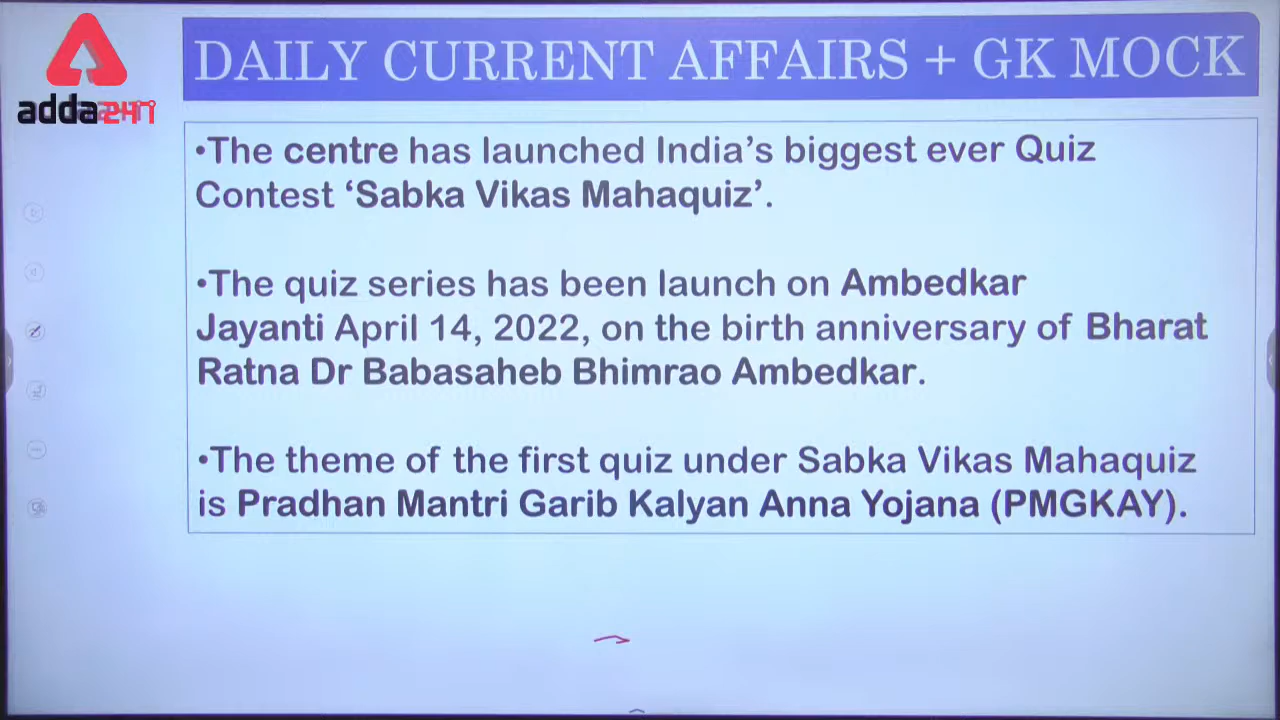 DAILY CURRENT AFFAIRS + GK MOCK
adda247
•The centre has launched India's biggest ever Quiz
Contest 'Sabka Vikas Mahaquiz'.
•The quiz series has been launch on Ambedkar
Jayanti April 14, 2022, on the birth anniversary of Bharat
Ratna Dr Babasaheb Bhimrao Ambedkar.
•The theme of the first quiz under Sabka Vikas Mahaquiz
is Pradhan Mantri Garib Kalyan Anna Yojana (PMGKAY).